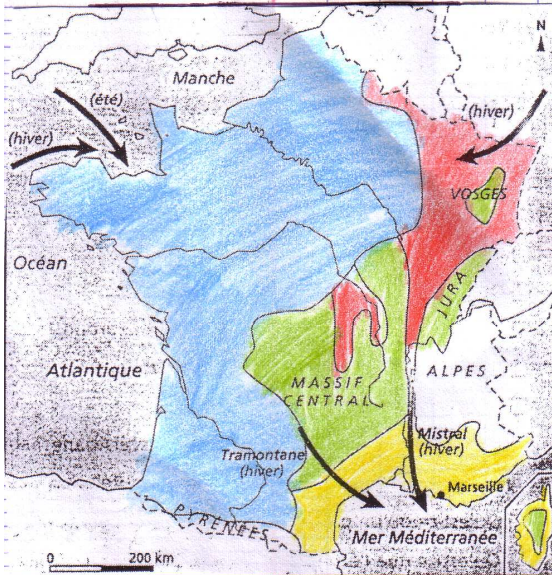 N
Manche
(été)
(hiver)
(hiver)
VOSGES
Océan
JURA
Atlantique
ALPES
MASSIF
CENTRAL
Tramontane
(hiver)
Mistral
(hiver)
Marseille
PYRÉNÉES
Mer Méditerranée
0 200 km